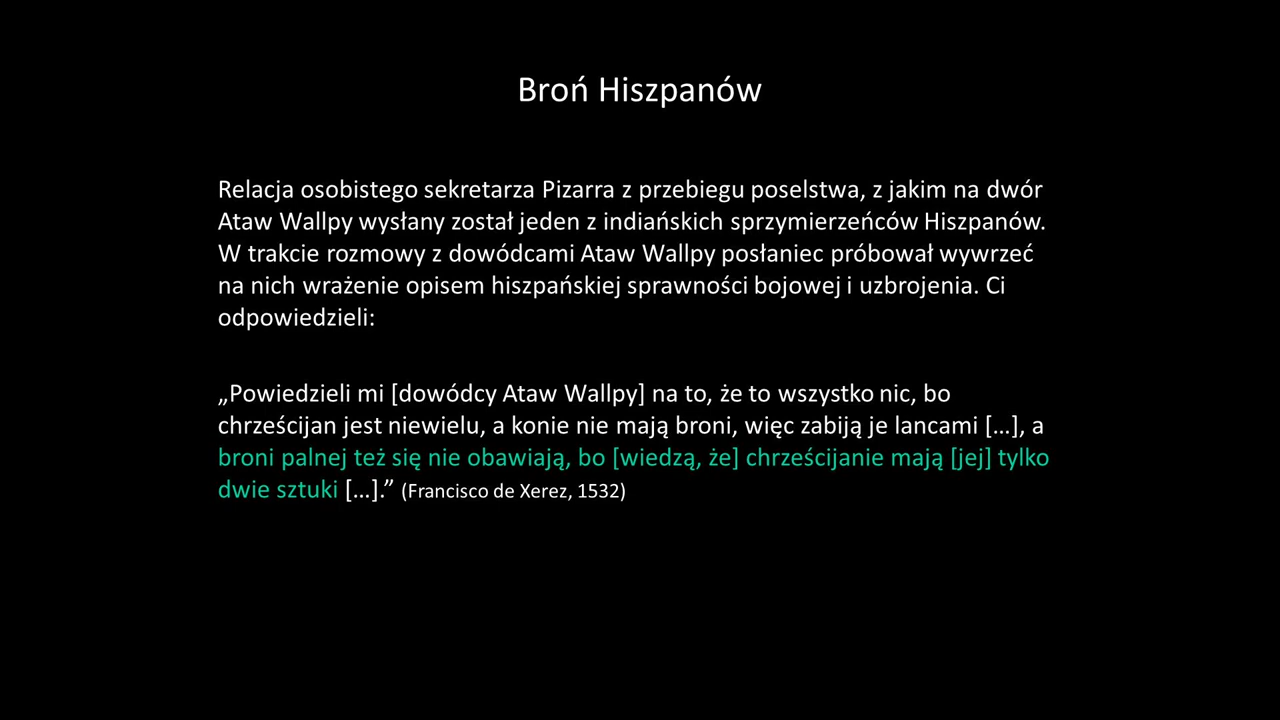 Broń Hiszpanów
Relacja osobistego sekretarza Pizarra z przebiegu poselstwa, z jakim na dwór
Ataw Wallpy wysłany został jeden z indiańskich sprzymierzeńców Hiszpanów.
W trakcie rozmowy z dowódcami Ataw Wallpy posłaniec próbował wywrzeć
na nich wrażenie opisem hiszpańskiej sprawności bojowej i uzbrojenia. Ci
odpowiedzieli:
„Powiedzieli mi [dowódcy Ataw Wallpy] na to, że to wszystko nic, bo
chrześcijan jest niewielu, a konie nie mają broni, więc zabiją je lancami […], a
broni palnej też się nie obawiają, bo [wiedzą, że] chrześcijanie mają [jej] tylko
dwie sztuki […].” (Francisco de Xerez, 1532)